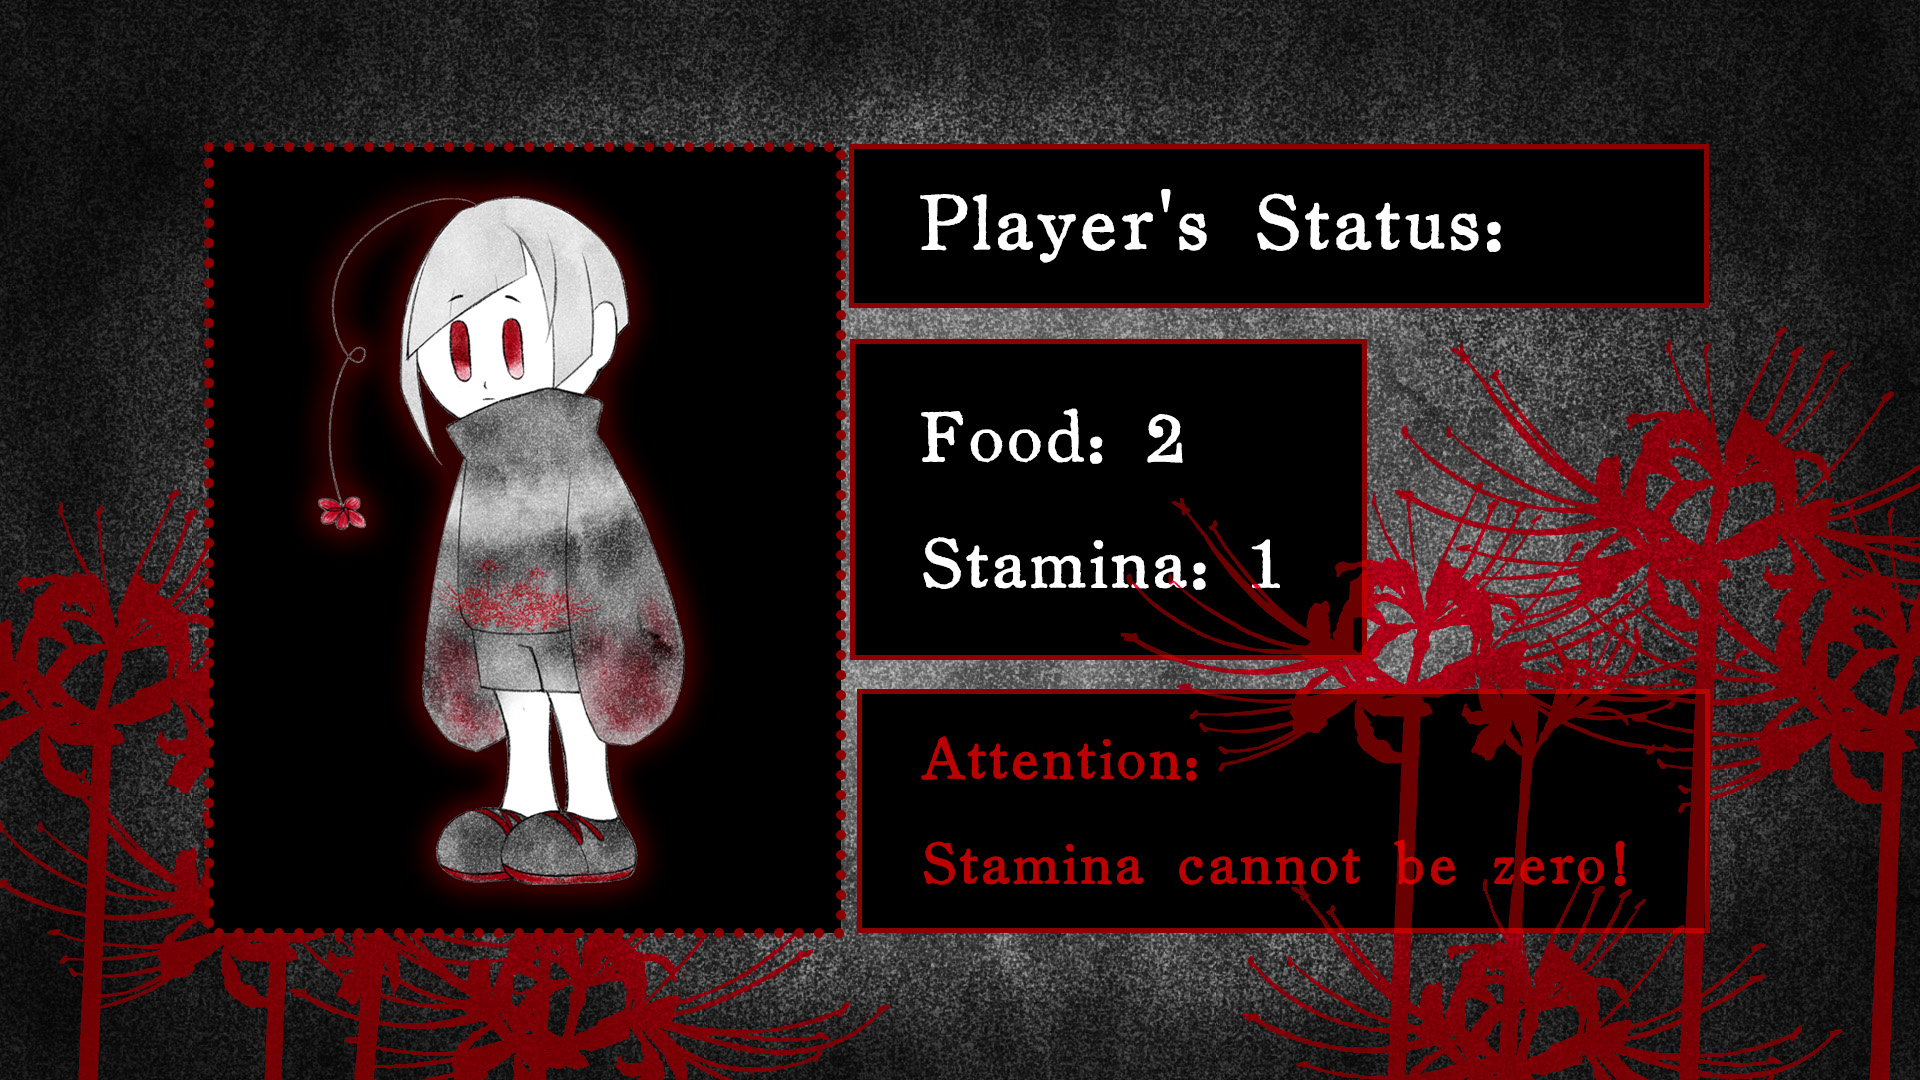 Player's Status:
Food: 2
Stamina: 1
Attention:
Stamina cannot be zero!